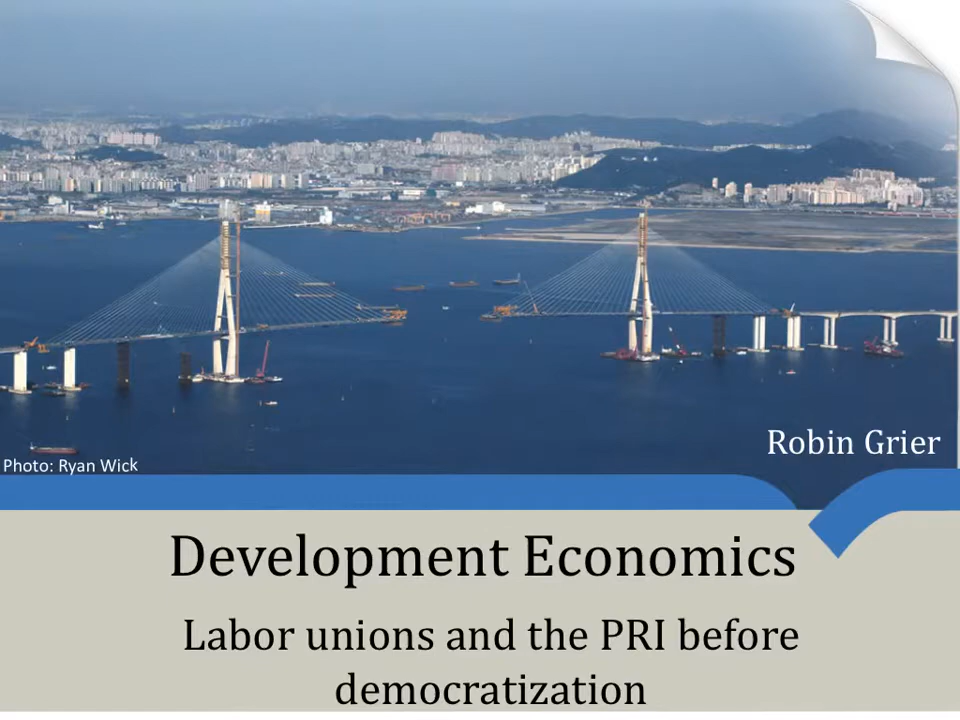 Robin Grier
Photo: Ryan Wick
Development Economics
Labor unions and the PRI before
democratization